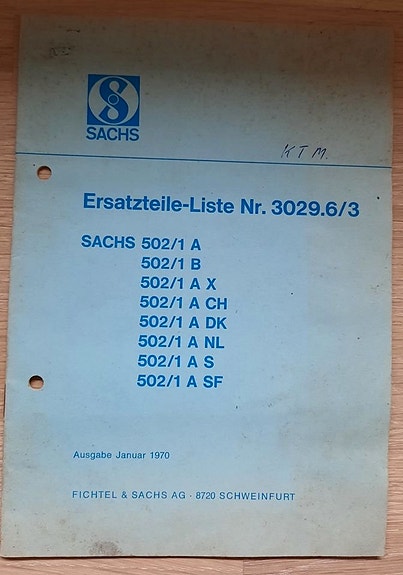 SACHS
K T M.
Ersatzteile-Liste Nr. 3029.6/3
SACHS 502/1 A
502/1 B
502/1 A X
502/1 A CH
502/1 A DK
502/1 A NL
502/1 A S
502/1 A SF
Ausgabe Januar 1970
FICHTEL & SACHS AG · 8720 SCHWEINFURT